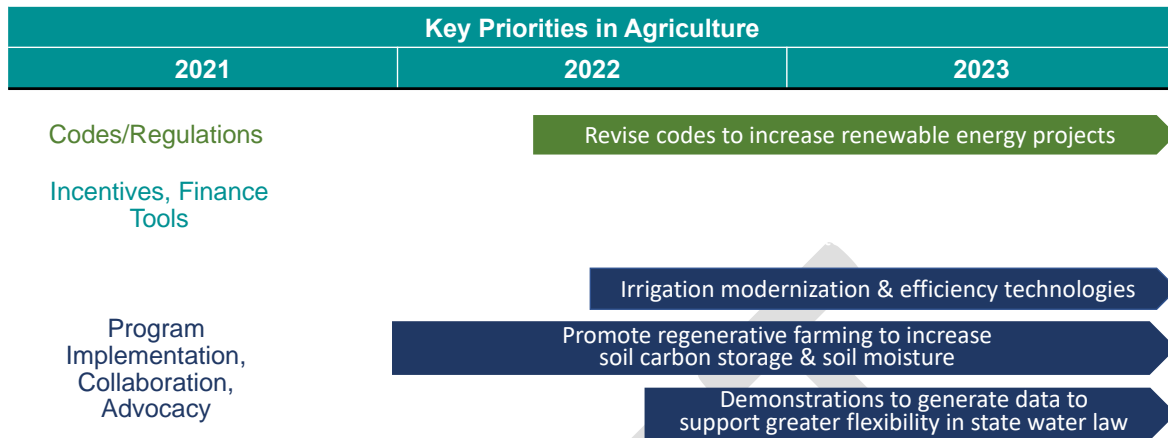 Key Priorities in Agriculture
2021 2022 2023
Codes/Regulations
Revise codes to increase renewable energy projects
Incentives, Finance
Tools
Irrigation modernization & efficiency technologies
Program
Implementation,
Collaboration,
Advocacy
Promote regenerative farming to increase
soil carbon storage & soil moisture
Demonstrations to generate data to
support greater flexibility in state water law